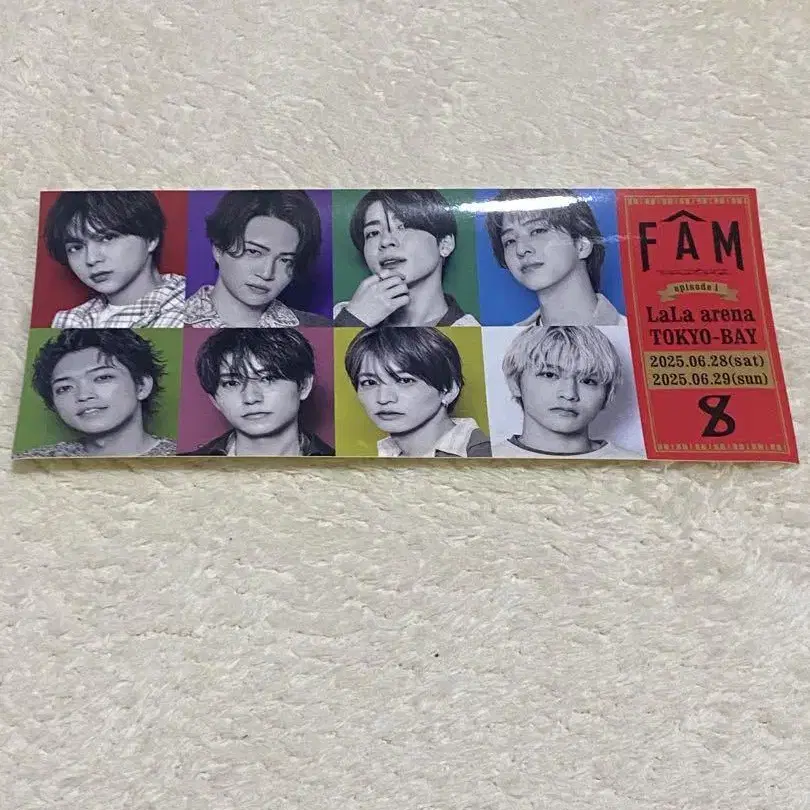 FÂM
episode 1
LaLa arena
TOKYO-BAY
2025.06.28(sat)
2025.06.29(sun)
8